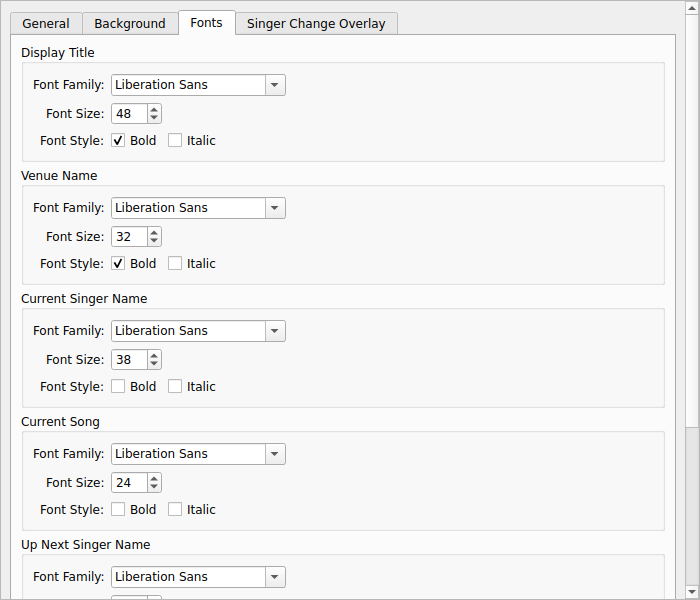 General Background Fonts Singer Change Overlay
Display Title
Font Family: Liberation Sans
Font Size: 48
Font Style: Bold Italic
Venue Name
Font Family: Liberation Sans
Font Size: 32
Font Style: Bold Italic
Current Singer Name
Font Family: Liberation Sans
Font Size: 38
Font Style: Bold Italic
Current Song
Font Family: Liberation Sans
Font Size: 24
Font Style: Bold Italic
Up Next Singer Name
Font Family: Liberation Sans